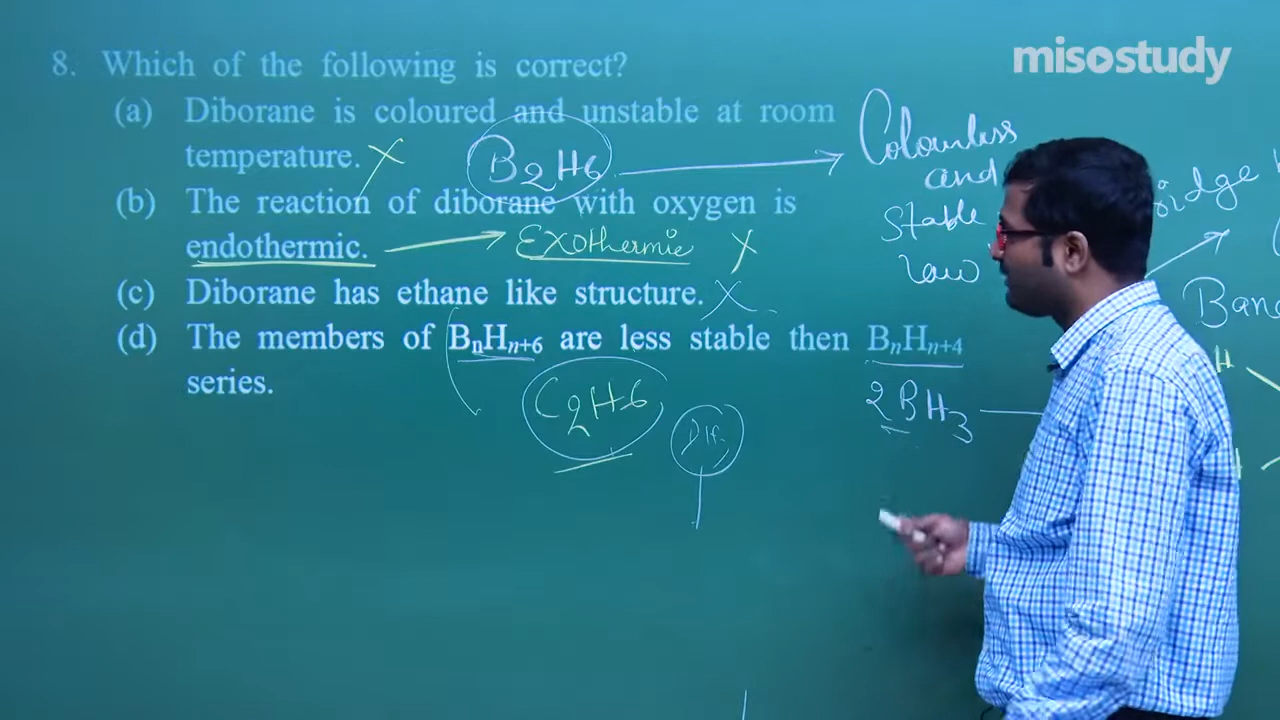 misostudy
8. Which of the following is correct?
(a) Diborane is coloured and unstable at room
temperature. X
B2H6
Colourless
and
stable
(b) The reaction of diborane with oxygen is
endothermic. → Exothermic X
(c) Diborane has ethane like structure. X
(d) The members of BnHn+6 are less stable then BnHn+4
series.
C2H6
2BH3
H